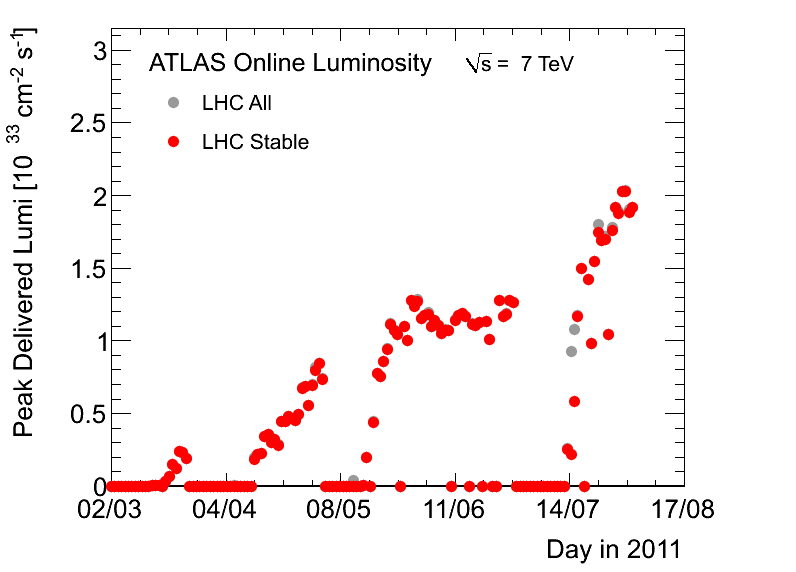 ATLAS Online Luminosity √s = 7 TeV
LHC All
LHC Stable
Peak Delivered Lumi [10³³ cm⁻² s⁻¹]
3
2.5
2
1.5
1
0.5
0
02/03 04/04 08/05 11/06 14/07 17/08
Day in 2011